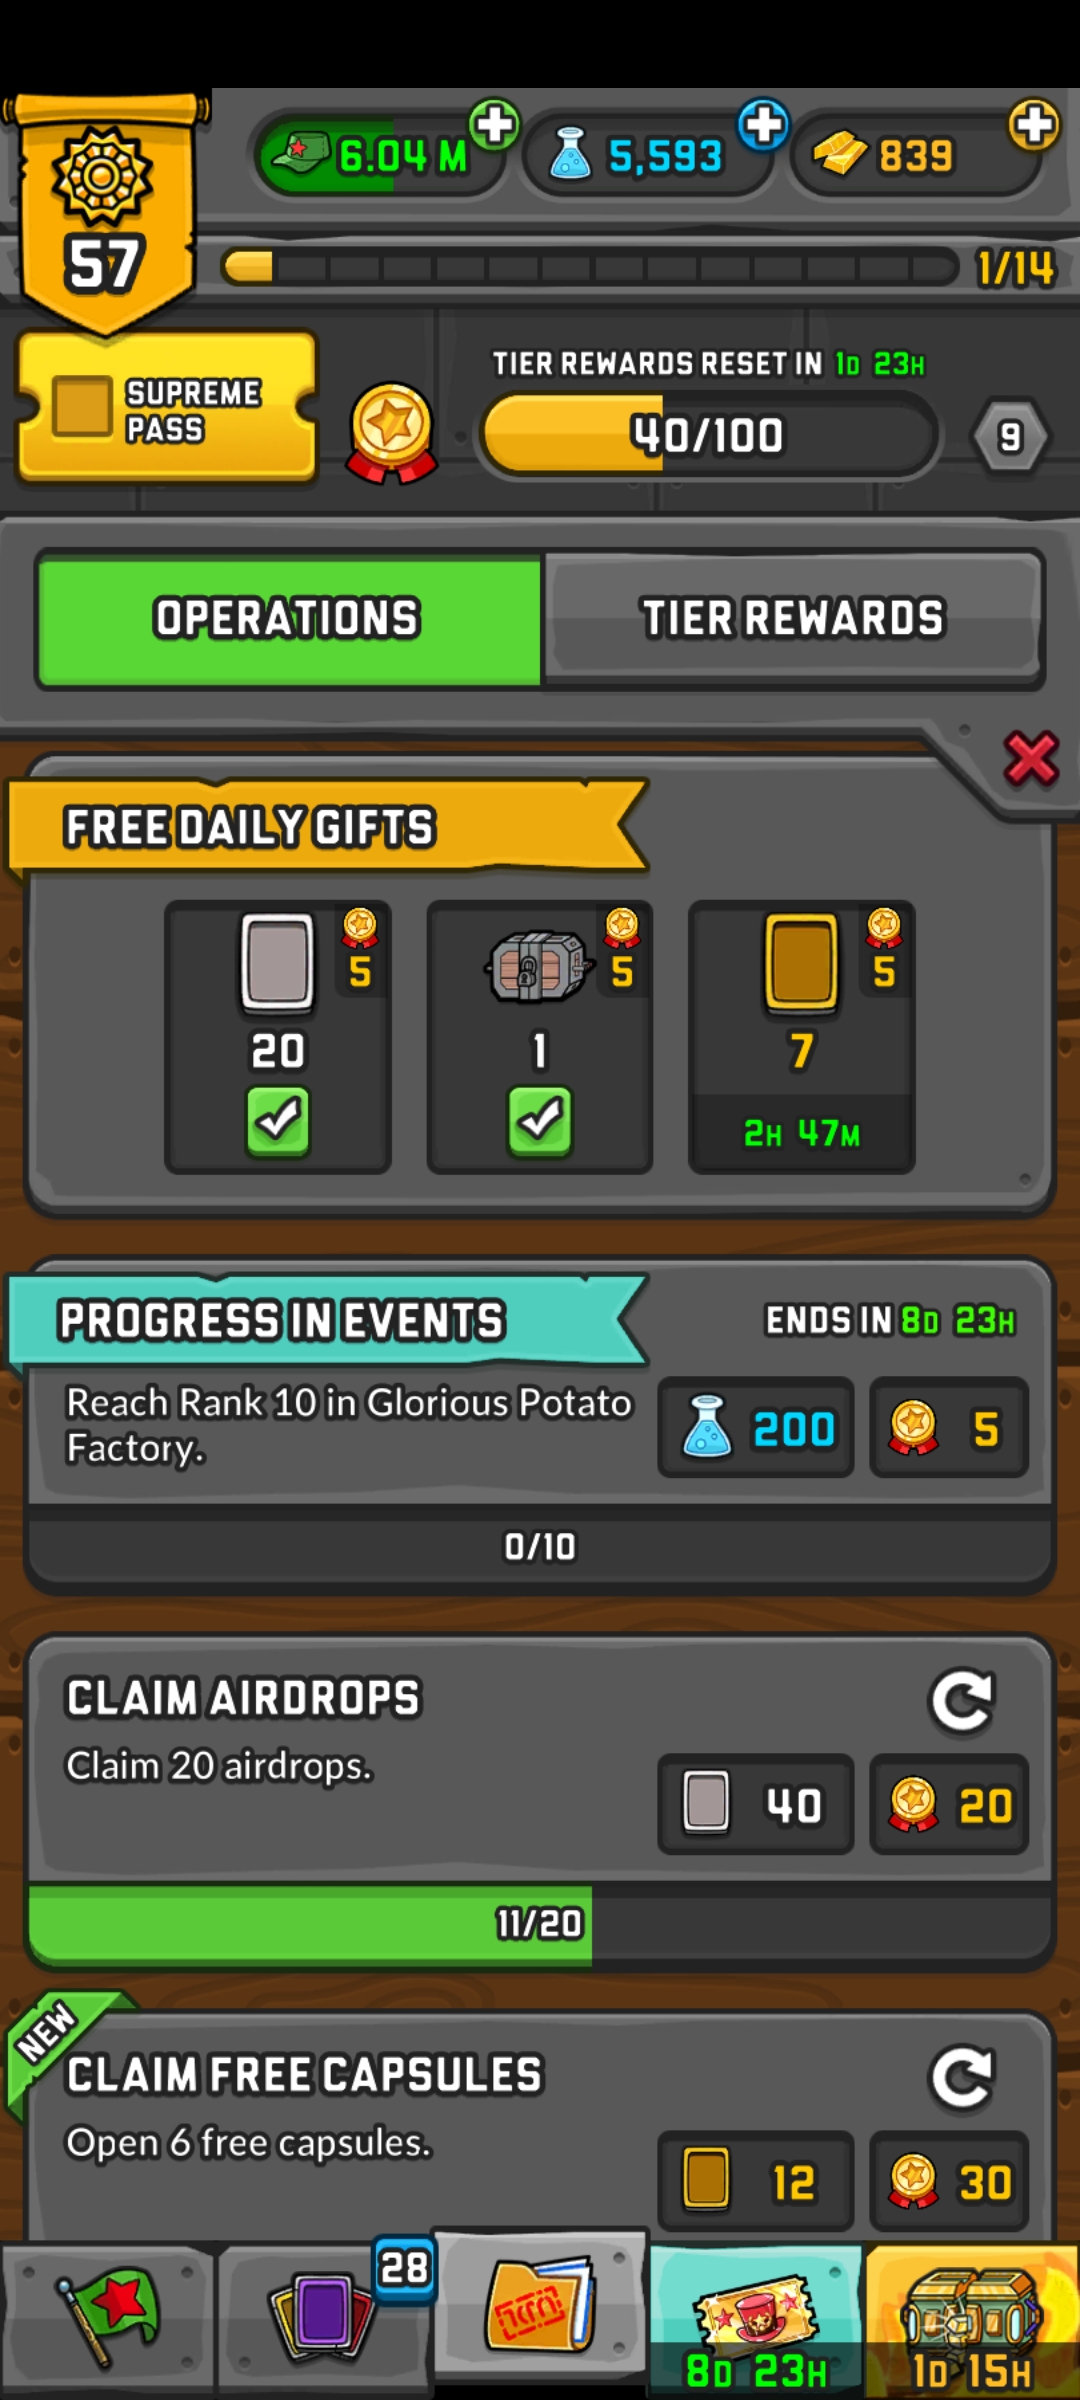 6.04 M
5,593
839
57
1/14
SUPREME
PASS
TIER REWARDS RESET IN 1D 23H
40/100
9
OPERATIONS
TIER REWARDS
FREE DAILY GIFTS
5
5
5
20
1
7
2H 47M
PROGRESS IN EVENTS
ENDS IN 8D 23H
Reach Rank 10 in Glorious Potato
Factory.
200
5
0/10
CLAIM AIRDROPS
Claim 20 airdrops.
40
20
11/20
NEW
CLAIM FREE CAPSULES
Open 6 free capsules.
12
30
28
8D 23H
1D 15H